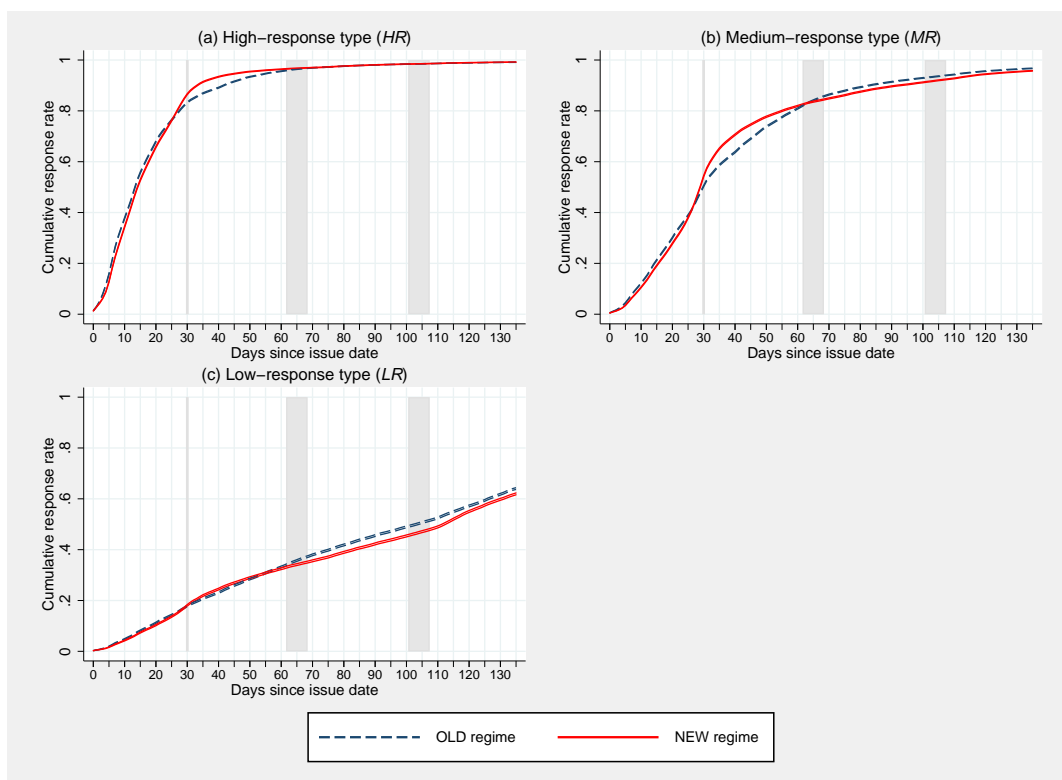 (a) High−response type (HR)
Cumulative response rate
0 .2 .4 .6 .8 1
0 10 20 30 40 50 60 70 80 90 100 110 120 130
Days since issue date
(b) Medium−response type (MR)
Cumulative response rate
0 .2 .4 .6 .8 1
0 10 20 30 40 50 60 70 80 90 100 110 120 130
Days since issue date
(c) Low−response type (LR)
Cumulative response rate
0 .2 .4 .6 .8 1
0 10 20 30 40 50 60 70 80 90 100 110 120 130
Days since issue date
OLD regime NEW regime